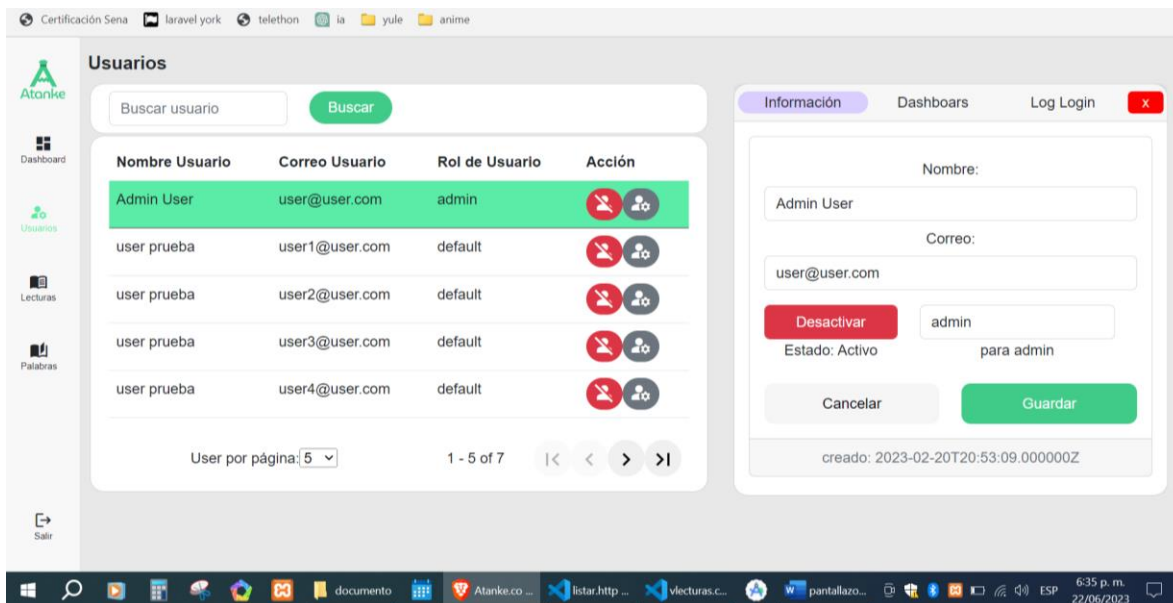 Certificación Sena laravel york telethon ia yule anime
Atanke
Dashboard
Usuarios
Lecturas
Palabras
Salir
Usuarios
Buscar usuario Buscar
Nombre Usuario Correo Usuario Rol de Usuario Acción
Admin User user@user.com admin
user prueba user1@user.com default
user prueba user2@user.com default
user prueba user3@user.com default
user prueba user4@user.com default
User por página: 5 1 - 5 of 7
Información Dashboars Log Login x
Nombre:
Admin User
Correo:
user@user.com
Desactivar admin
Estado: Activo para admin
Cancelar Guardar
creado: 2023-02-20T20:53:09.000000Z
documento Atanke.co ... listar.http ... vlecturas.c... pantallazo... ESP 6:35 p. m.
22/06/2023